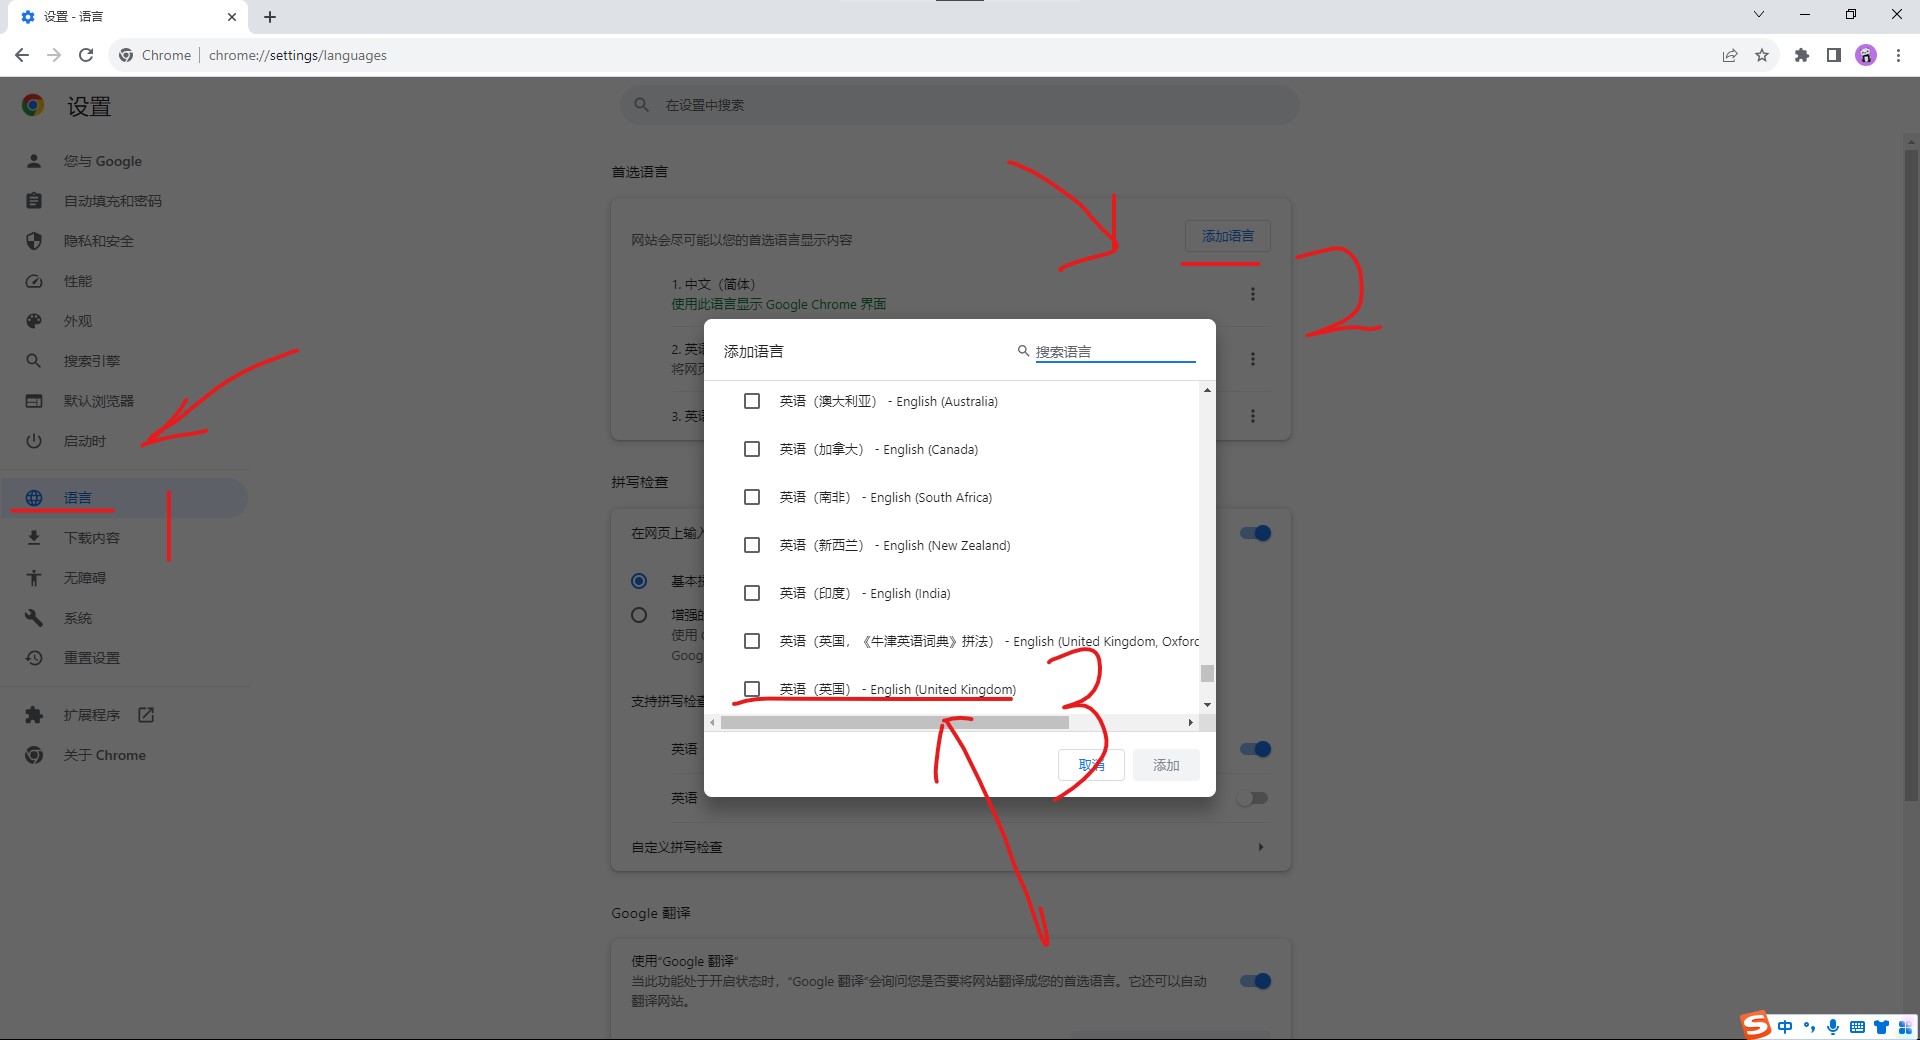 设置 - 语言
Chrome
chrome://settings/languages
设置
在设置中搜索
您与 Google
自动填充和密码
隐私和安全
性能
外观
搜索引擎
默认浏览器
启动时
语言
下载内容
无障碍
系统
重置设置
扩展程序
关于 Chrome
1
首选语言
网站会尽可能以您的首选语言显示内容
添加语言
2
1. 中文（简体）
使用此语言显示 Google Chrome 界面
2. 英语
将网页
3. 英语
拼写检查
在网页上输入
基本拼
增强的
使用
Goog
支持拼写检查
英语
英语
自定义拼写检查
添加语言
搜索语言
英语（澳大利亚） - English (Australia)
英语（加拿大） - English (Canada)
英语（南非） - English (South Africa)
英语（新西兰） - English (New Zealand)
英语（印度） - English (India)
英语（英国，《牛津英语词典》拼法） - English (United Kingdom, Oxford
英语（英国） - English (United Kingdom)
3
取消
添加
Google 翻译
使用“Google 翻译”
当此功能处于开启状态时，“Google 翻译”会询问您是否要将网站翻译成您的首选语言。它还可以自动
翻译网站。
中